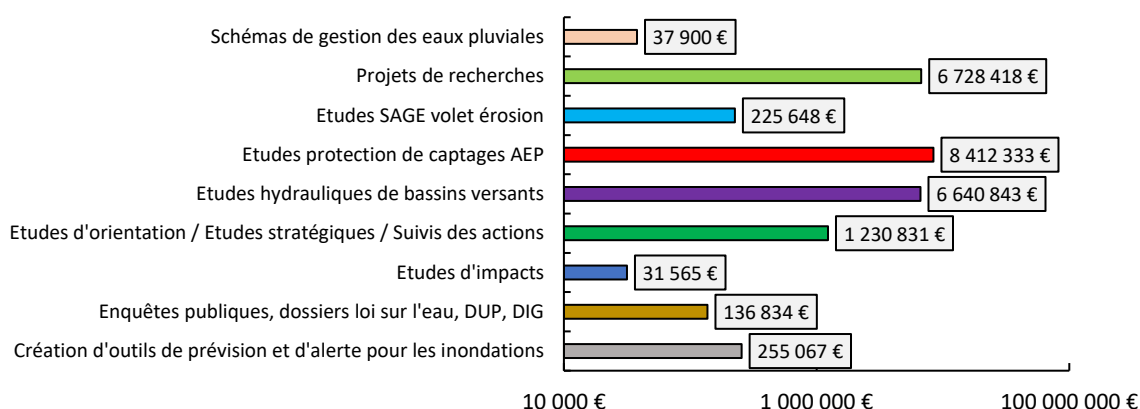 Schémas de gestion des eaux pluviales
37 900 €
Projets de recherches
6 728 418 €
Etudes SAGE volet érosion
225 648 €
Etudes protection de captages AEP
8 412 333 €
Etudes hydrauliques de bassins versants
6 640 843 €
Etudes d'orientation / Etudes stratégiques / Suivis des actions
1 230 831 €
Etudes d'impacts
31 565 €
Enquêtes publiques, dossiers loi sur l'eau, DUP, DIG
136 834 €
Création d'outils de prévision et d'alerte pour les inondations
255 067 €
10 000 €
1 000 000 €
100 000 000 €